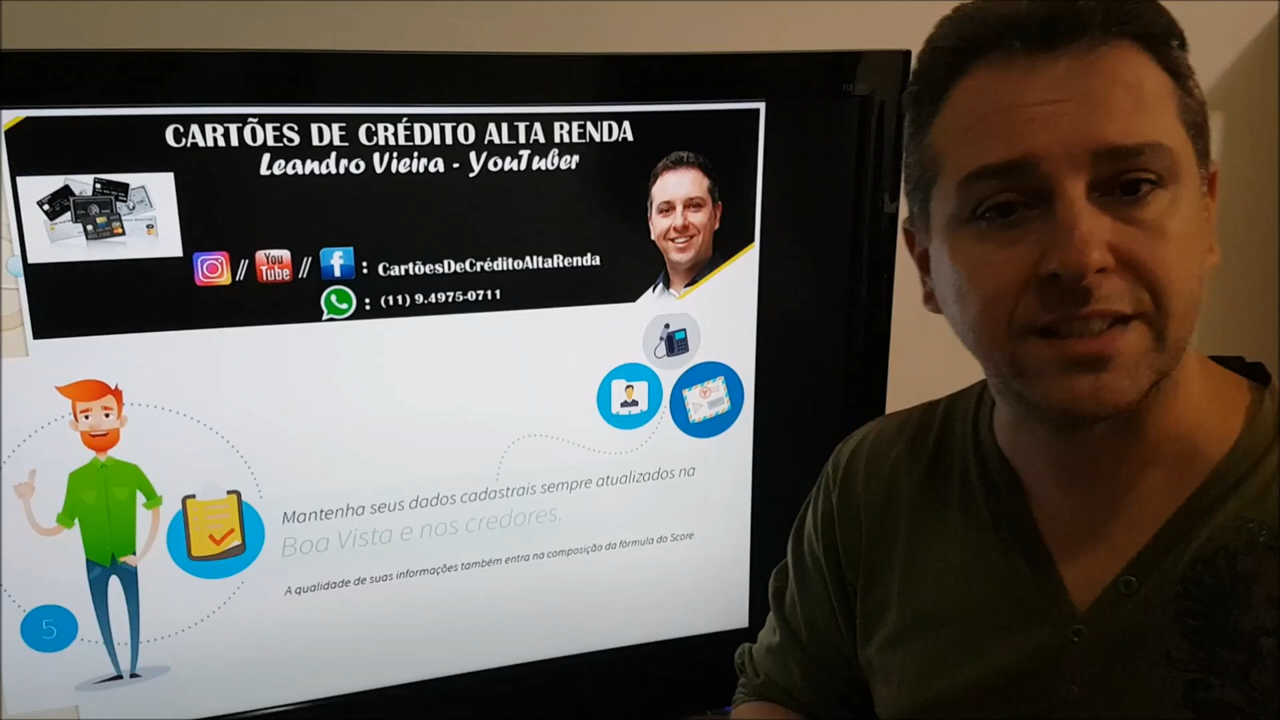 CARTÕES DE CRÉDITO ALTA RENDA
Leandro Vieira - YouTuber
You
Tube
// // : CartõesDeCréditoAltaRenda
: (11) 9.4975-0711
Mantenha seus dados cadastrais sempre atualizados na
Boa Vista e nos credores.
A qualidade de suas informações também entra na composição da fórmula do Score
5